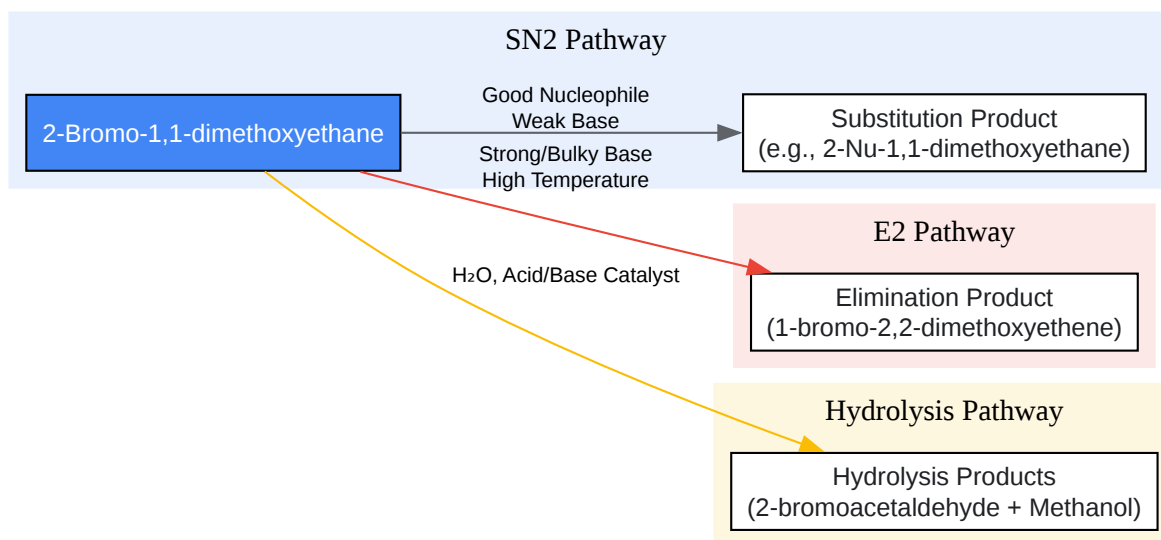 SN2 Pathway
2-Bromo-1,1-dimethoxyethane
Good Nucleophile
Weak Base
Substitution Product
(e.g., 2-Nu-1,1-dimethoxyethane)
Strong/Bulky Base
High Temperature
E2 Pathway
Elimination Product
(1-bromo-2,2-dimethoxyethene)
H₂O, Acid/Base Catalyst
Hydrolysis Pathway
Hydrolysis Products
(2-bromoacetaldehyde + Methanol)